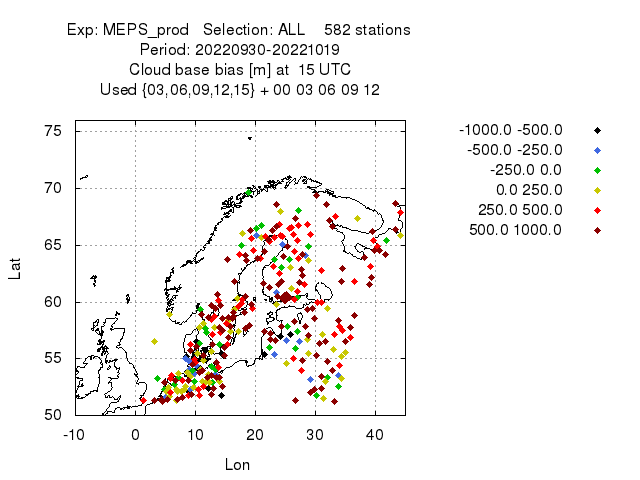 Exp: MEPS_prod Selection: ALL 582 stations
Period: 20220930-20221019
Cloud base bias [m] at 15 UTC
Used {03,06,09,12,15} + 00 03 06 09 12
-1000.0 -500.0
-500.0 -250.0
-250.0 0.0
0.0 250.0
250.0 500.0
500.0 1000.0
75
70
65
60
55
50
Lat
-10 0 10 20 30 40
Lon